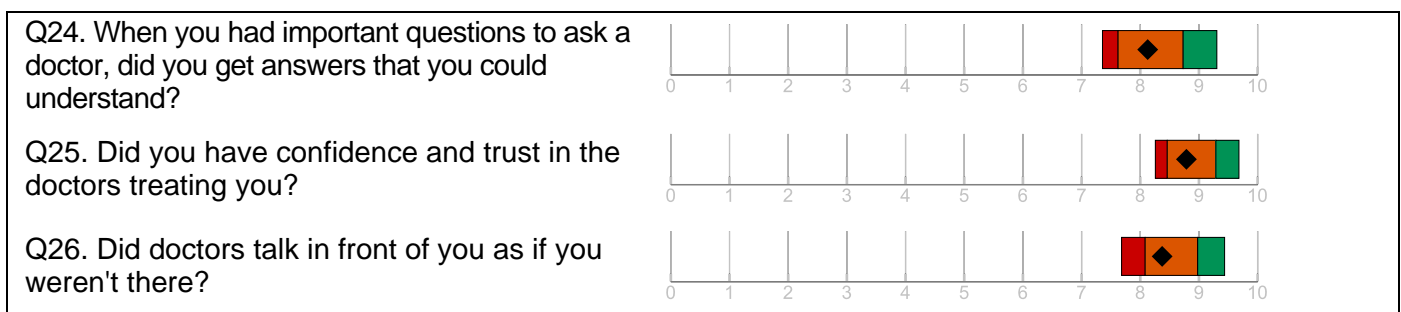 Q24. When you had important questions to ask a
doctor, did you get answers that you could
understand?
0 1 2 3 4 5 6 7 8 9 10
Q25. Did you have confidence and trust in the
doctors treating you?
0 1 2 3 4 5 6 7 8 9 10
Q26. Did doctors talk in front of you as if you
weren't there?
0 1 2 3 4 5 6 7 8 9 10